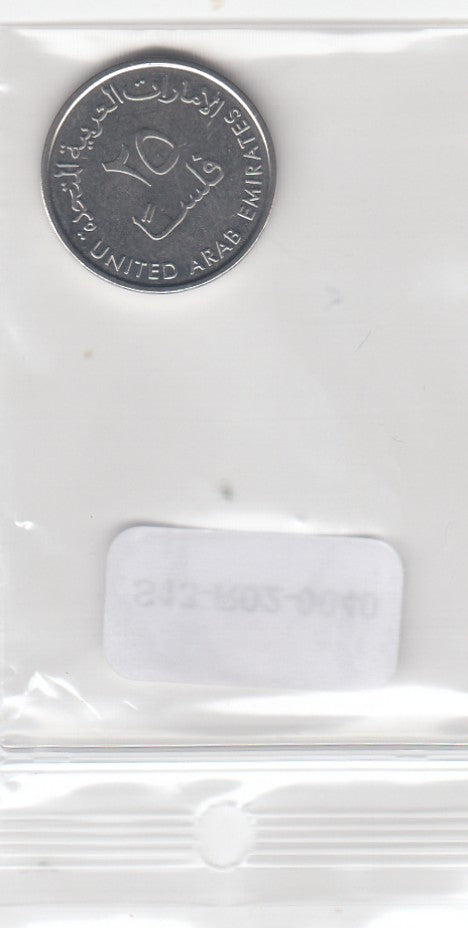 الإمارات العربية المتحدة
٢٥
فلسا
UNITED ARAB EMIRATES